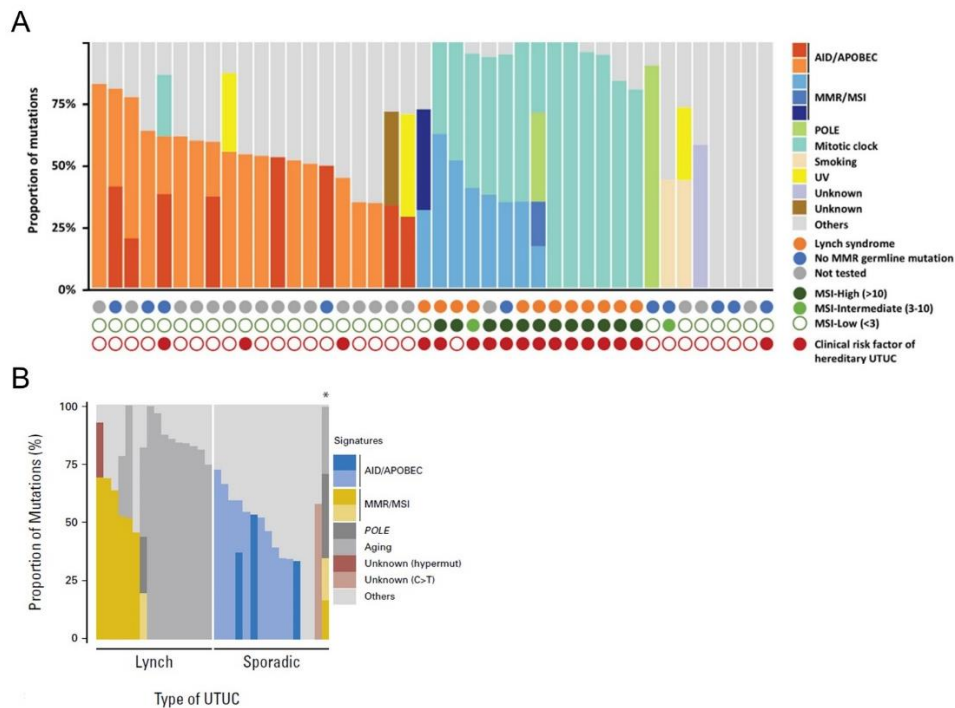 A
Proportion of mutations
75%
50%
25%
0%
AID/APOBEC
MMR/MSI
POLE
Mitotic clock
Smoking
UV
Unknown
Unknown
Others
Lynch syndrome
No MMR germline mutation
Not tested
MSI-High (>10)
MSI-Intermediate (3-10)
MSI-Low (<3)
Clinical risk factor of
hereditary UTUC
B
Proportion of Mutations (%)
100
75
50
25
0
*
Lynch
Sporadic
Type of UTUC
Signatures
AID/APOBEC
MMR/MSI
POLE
Aging
Unknown (hypermut)
Unknown (C>T)
Others